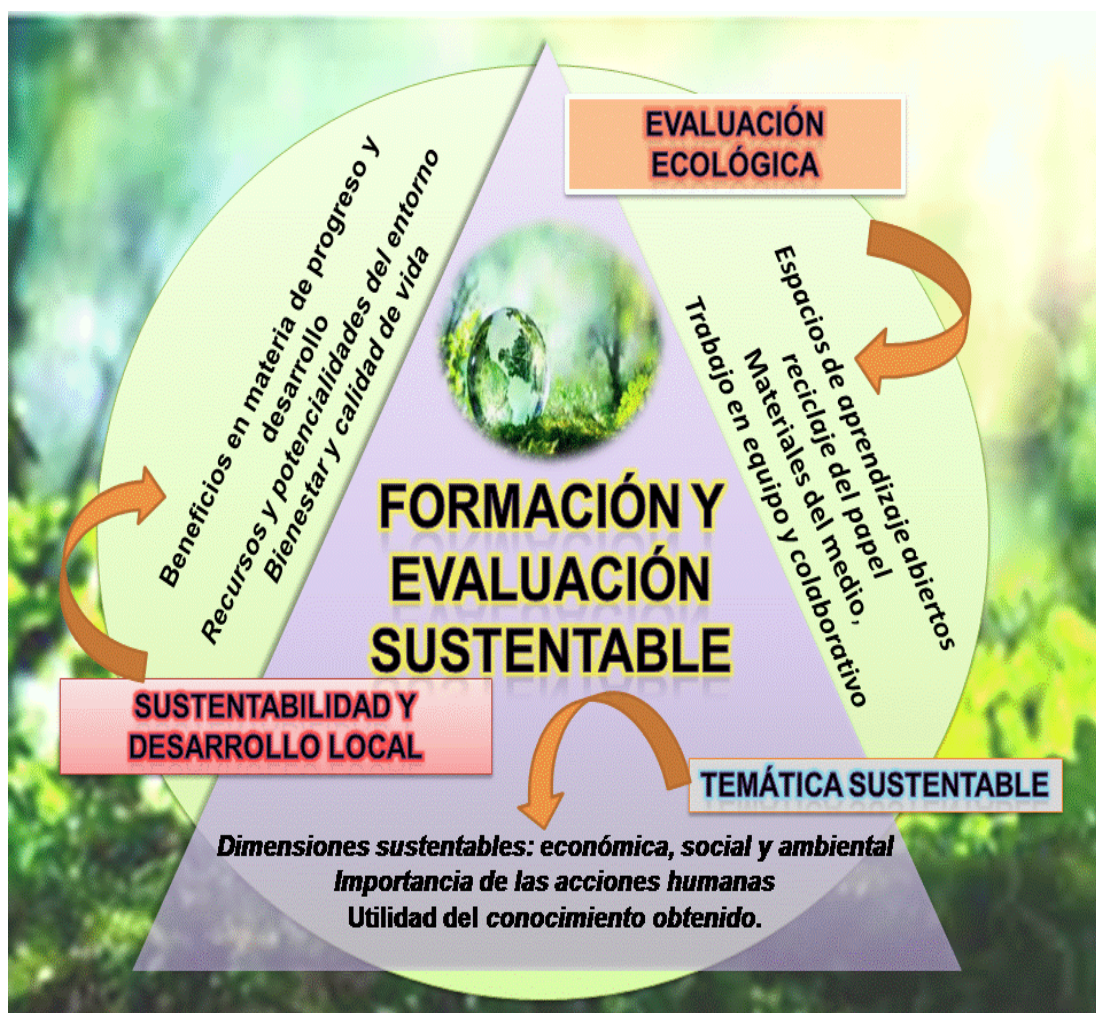 EVALUACIÓN
ECOLÓGICA
Espacios de aprendizaje abiertos
reciclaje del papel
Materiales del medio,
Trabajo en equipo y colaborativo
Beneficios en materia de progreso y
desarrollo
Recursos y potencialidades del entorno
Bienestar y calidad de vida
FORMACIÓN Y
EVALUACIÓN
SUSTENTABLE
SUSTENTABILIDAD Y
DESARROLLO LOCAL
TEMÁTICA SUSTENTABLE
Dimensiones sustentables: económica, social y ambiental
Importancia de las acciones humanas
Utilidad del conocimiento obtenido.